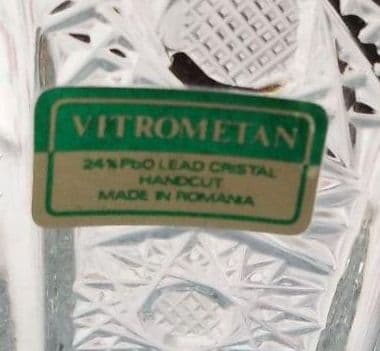 VITROMETAN
24% PbO LEAD CRISTAL
HANDCUT
MADE IN ROMANIA